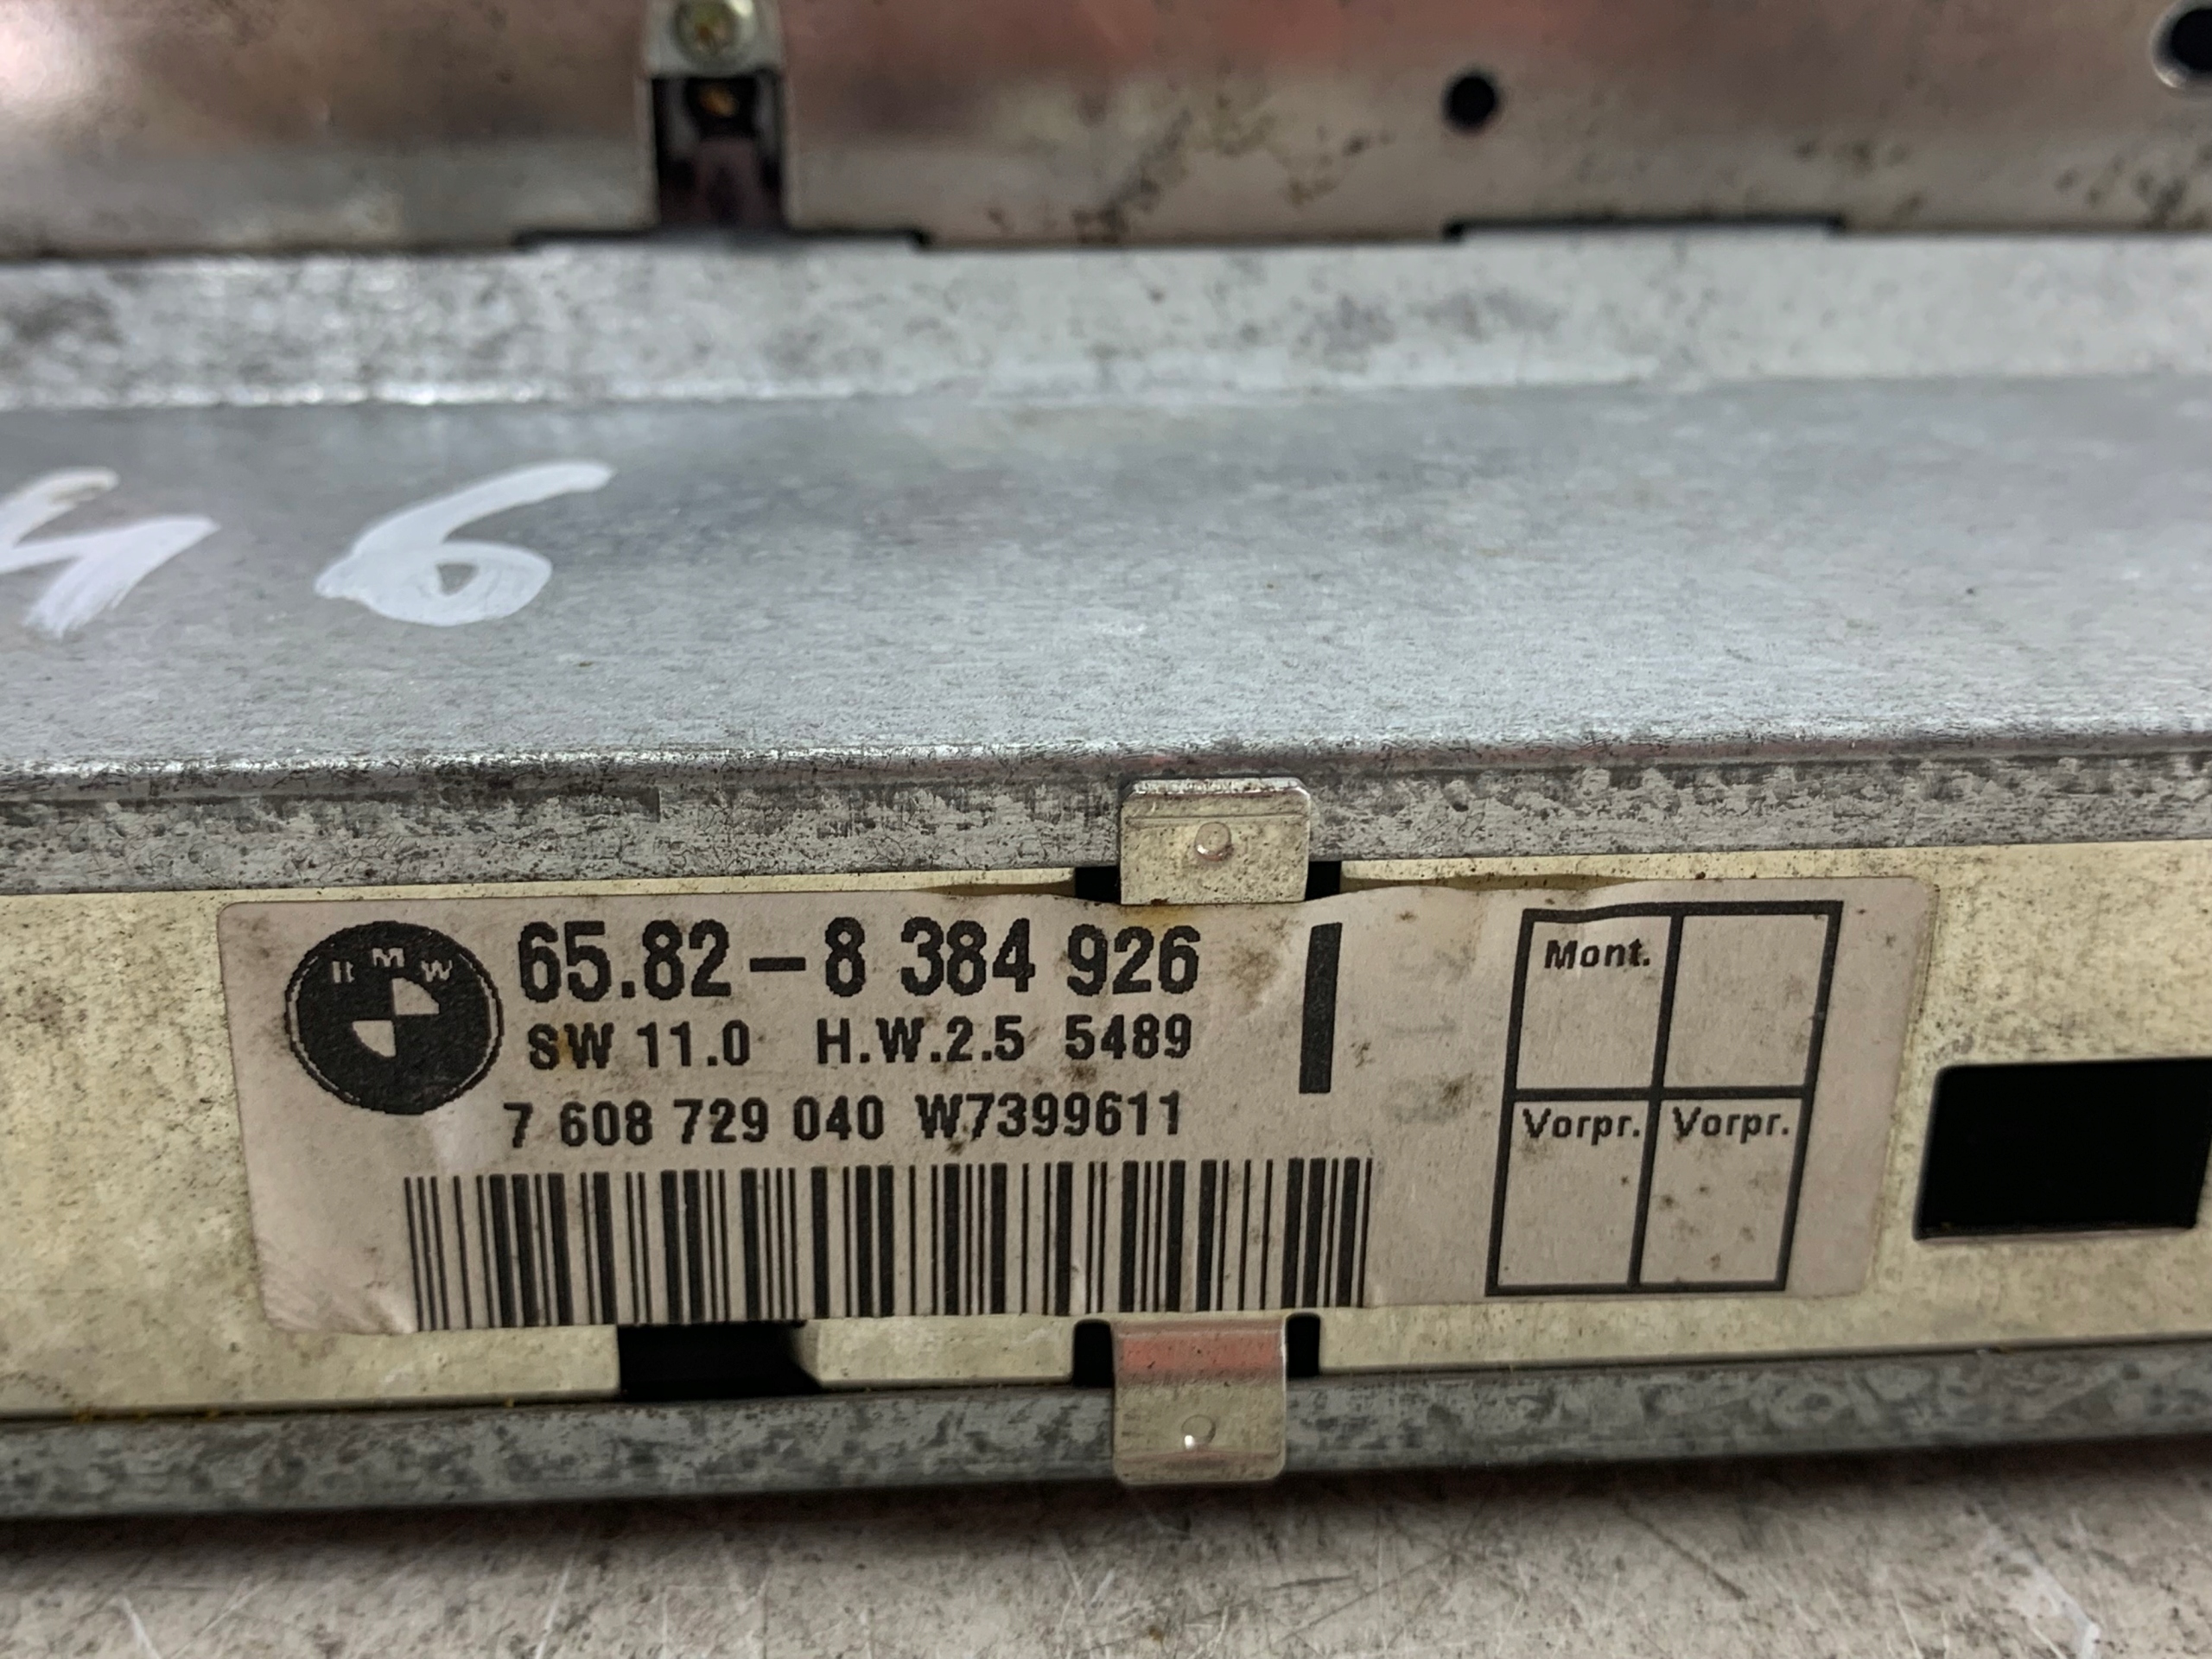 46
BMW
65.82-8 384 926
SW 11.0 H.W.2.5 5489
7 608 729 040 W7399611
Mont.
Vorpr. Vorpr.